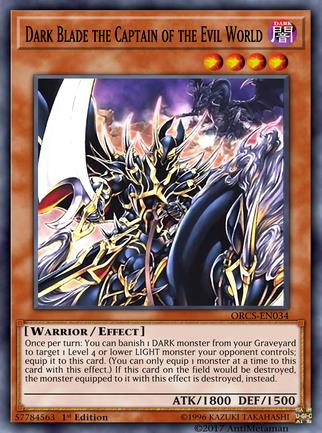 Dark Blade the Captain of the Evil World
DARK
闇
ORCS-EN034
[WARRIOR / EFFECT]
Once per turn: You can banish 1 DARK monster from your Graveyard
to target 1 Level 4 or lower LIGHT monster your opponent controls;
equip it to this card. (You can only equip 1 monster at a time to this
card with this effect.) If this card on the field would be destroyed,
the monster equipped to it with this effect is destroyed, instead.
ATK/1800 DEF/1500
57784563 1st Edition ©1996 KAZUKI TAKAHASHI
©2017 AntiMetaman